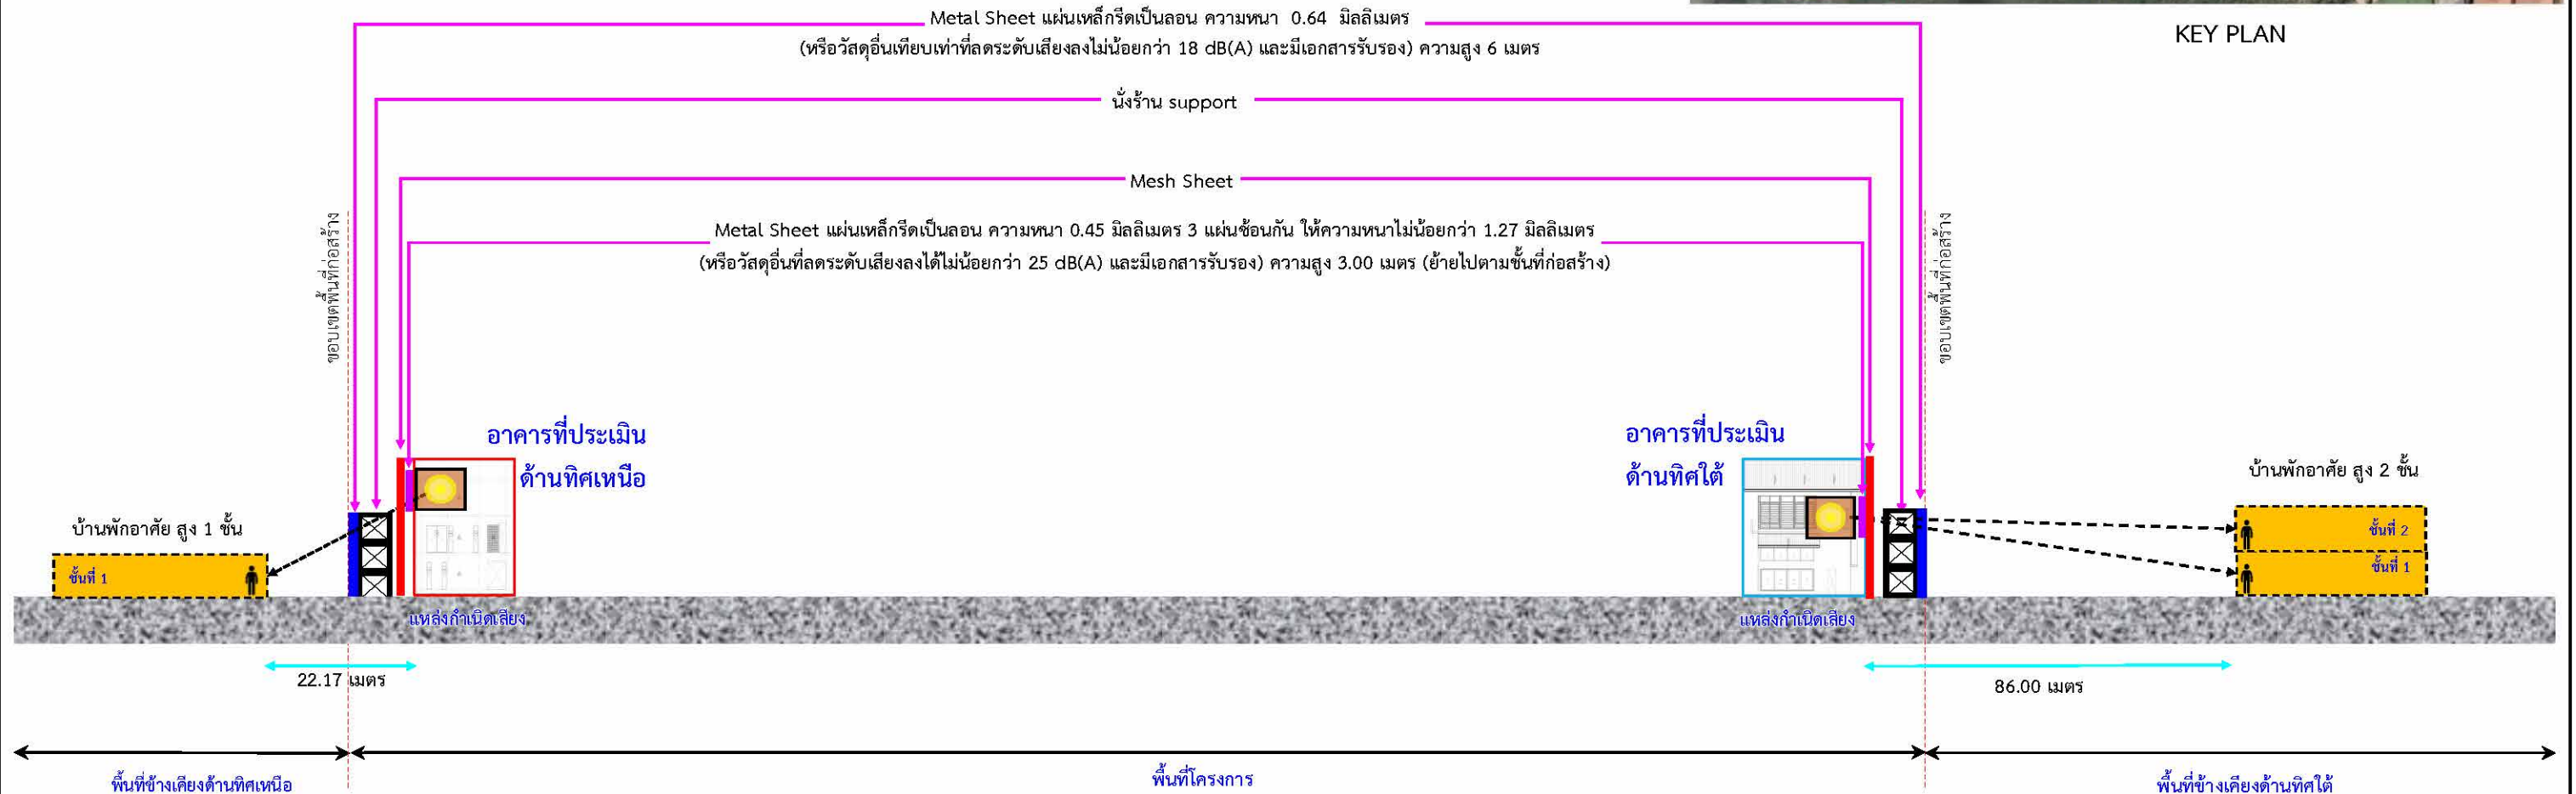 Metal Sheet แผ่นเหล็กรีดเป็นลอน ความหนา 0.64 มิลลิเมตร
(หรือวัสดุอื่นเทียบเท่าที่ลดระดับเสียงลงไม่น้อยกว่า 18 dB(A) และมีเอกสารรับรอง) ความสูง 6 เมตร
KEY PLAN
นั่งร้าน support
Mesh Sheet
Metal Sheet แผ่นเหล็กรีดเป็นลอน ความหนา 0.45 มิลลิเมตร 3 แผ่นซ้อนกัน ให้ความหนาไม่น้อยกว่า 1.27 มิลลิเมตร
(หรือวัสดุอื่นที่ลดระดับเสียงลงได้ไม่น้อยกว่า 25 dB(A) และมีเอกสารรับรอง) ความสูง 3.00 เมตร (ย้ายไปตามชั้นที่ก่อสร้าง)
ขอบเขตพื้นที่ก่อสร้าง
ขอบเขตพื้นที่ก่อสร้าง
อาคารที่ประเมิน
ด้านทิศเหนือ
อาคารที่ประเมิน
ด้านทิศใต้
บ้านพักอาศัย สูง 1 ชั้น
ชั้นที่ 1
บ้านพักอาศัย สูง 2 ชั้น
ชั้นที่ 2
ชั้นที่ 1
แหล่งกำเนิดเสียง
แหล่งกำเนิดเสียง
22.17 เมตร
86.00 เมตร
พื้นที่ข้างเคียงด้านทิศเหนือ
พื้นที่โครงการ
พื้นที่ข้างเคียงด้านทิศใต้